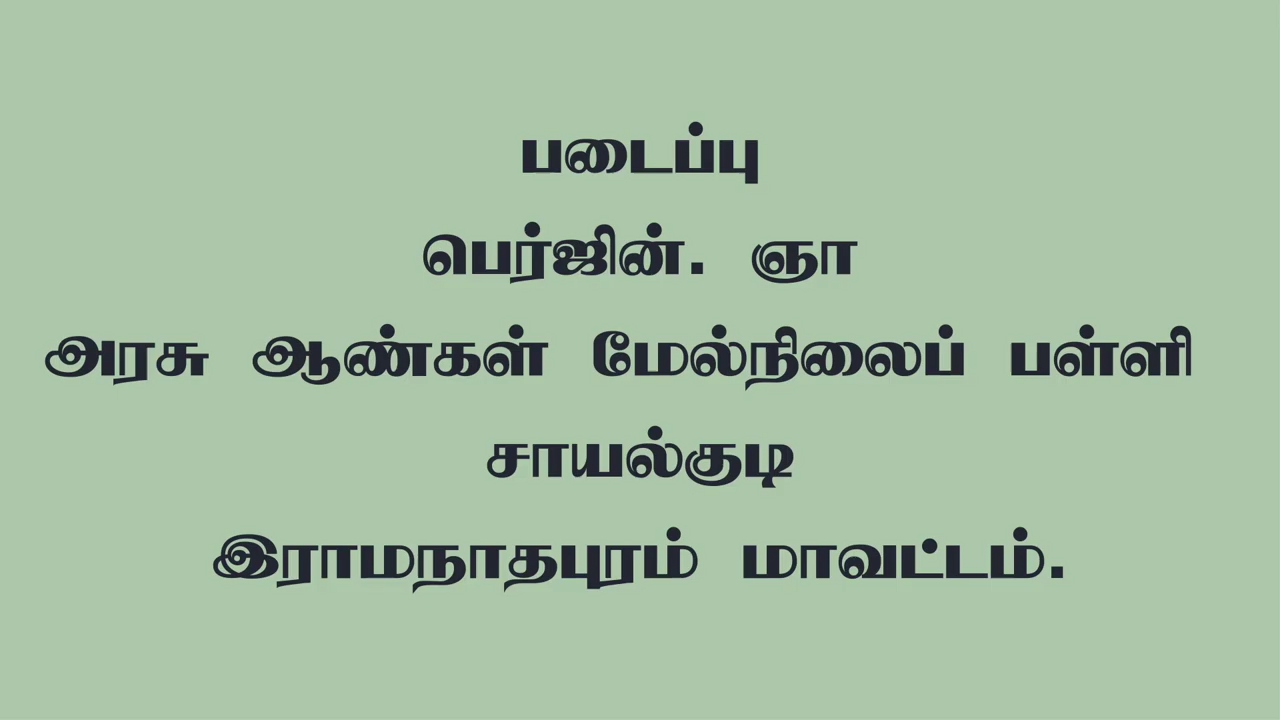 படைப்பு
பெர்ஜின். ஞா
அரசு ஆண்கள் மேல்நிலைப் பள்ளி
சாயல்குடி
இராமநாதபுரம் மாவட்டம்.